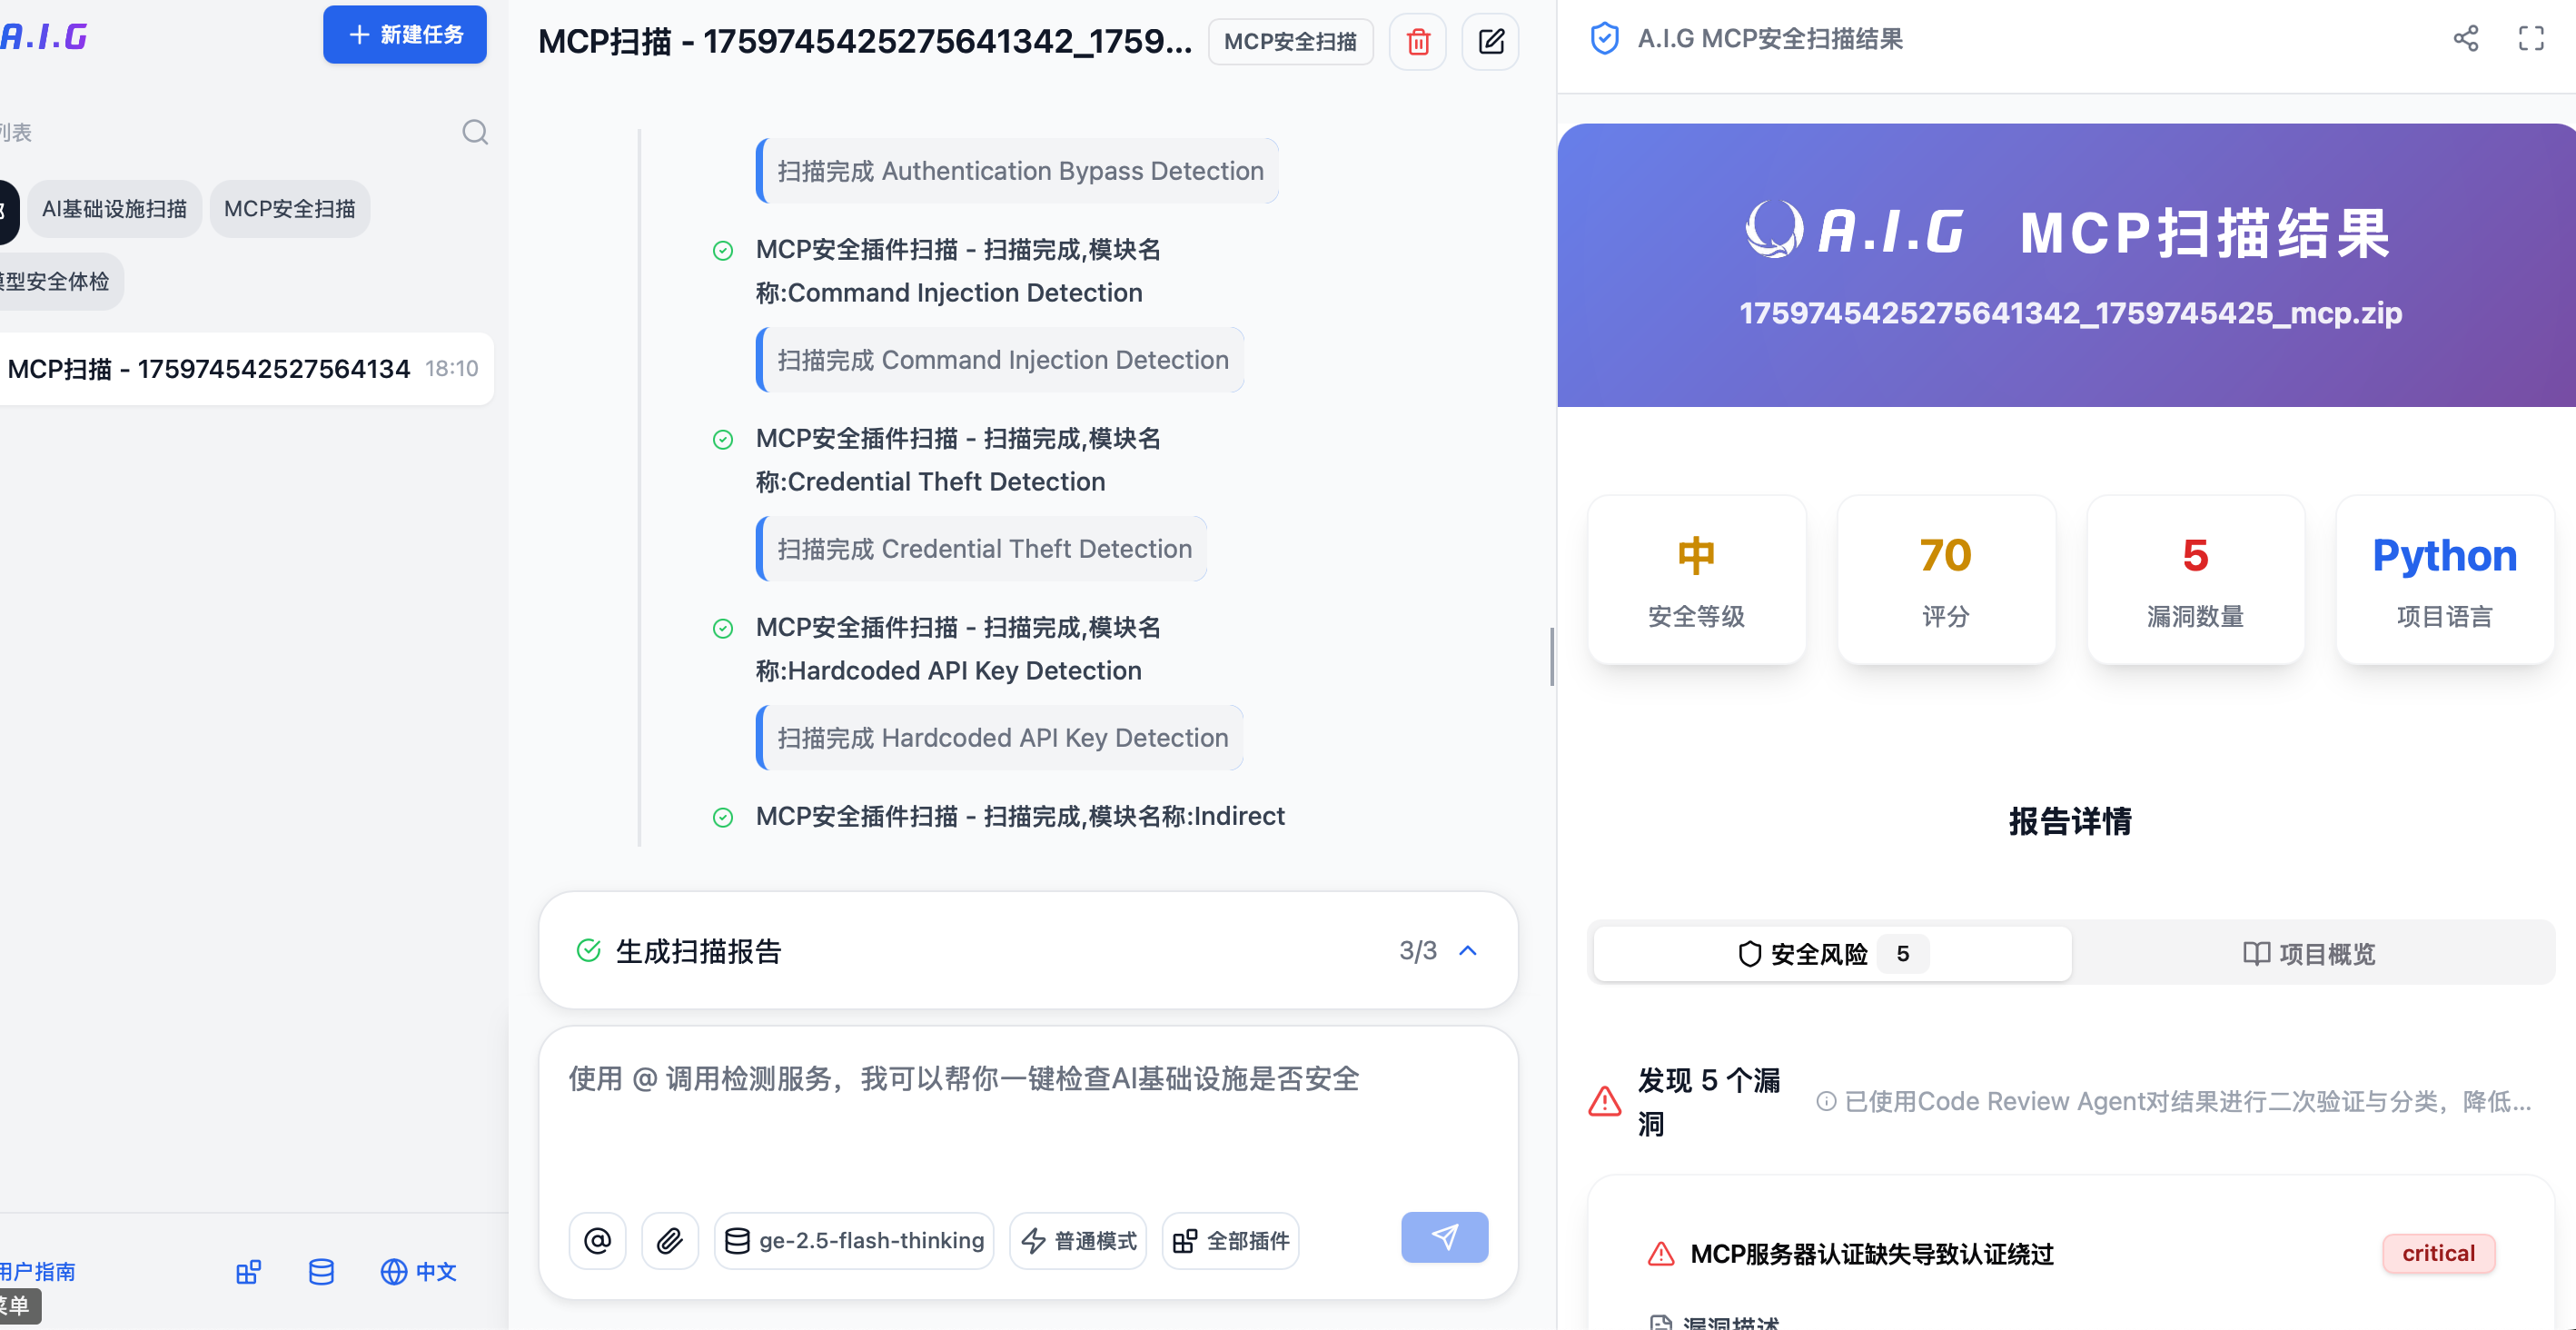 A.I.G
新建任务
列表
AI基础设施扫描
MCP安全扫描
模型安全体检
MCP扫描 - 175974542527564134
18:10
用户指南
中文
菜单
MCP扫描 - 1759745425275641342_1759...
MCP安全扫描
扫描完成 Authentication Bypass Detection
MCP安全插件扫描 - 扫描完成,模块名
称:Command Injection Detection
扫描完成 Command Injection Detection
MCP安全插件扫描 - 扫描完成,模块名
称:Credential Theft Detection
扫描完成 Credential Theft Detection
MCP安全插件扫描 - 扫描完成,模块名
称:Hardcoded API Key Detection
扫描完成 Hardcoded API Key Detection
MCP安全插件扫描 - 扫描完成,模块名称:Indirect
生成扫描报告
3/3
使用 @ 调用检测服务，我可以帮你一键检查AI基础设施是否安全
ge-2.5-flash-thinking
普通模式
全部插件
A.I.G MCP安全扫描结果
A.I.G MCP扫描结果
1759745425275641342_1759745425_mcp.zip
中
安全等级
70
评分
5
漏洞数量
Python
项目语言
报告详情
安全风险 5
项目概览
发现 5 个漏
洞
已使用Code Review Agent对结果进行二次验证与分类，降低...
MCP服务器认证缺失导致认证绕过
critical
漏洞描述